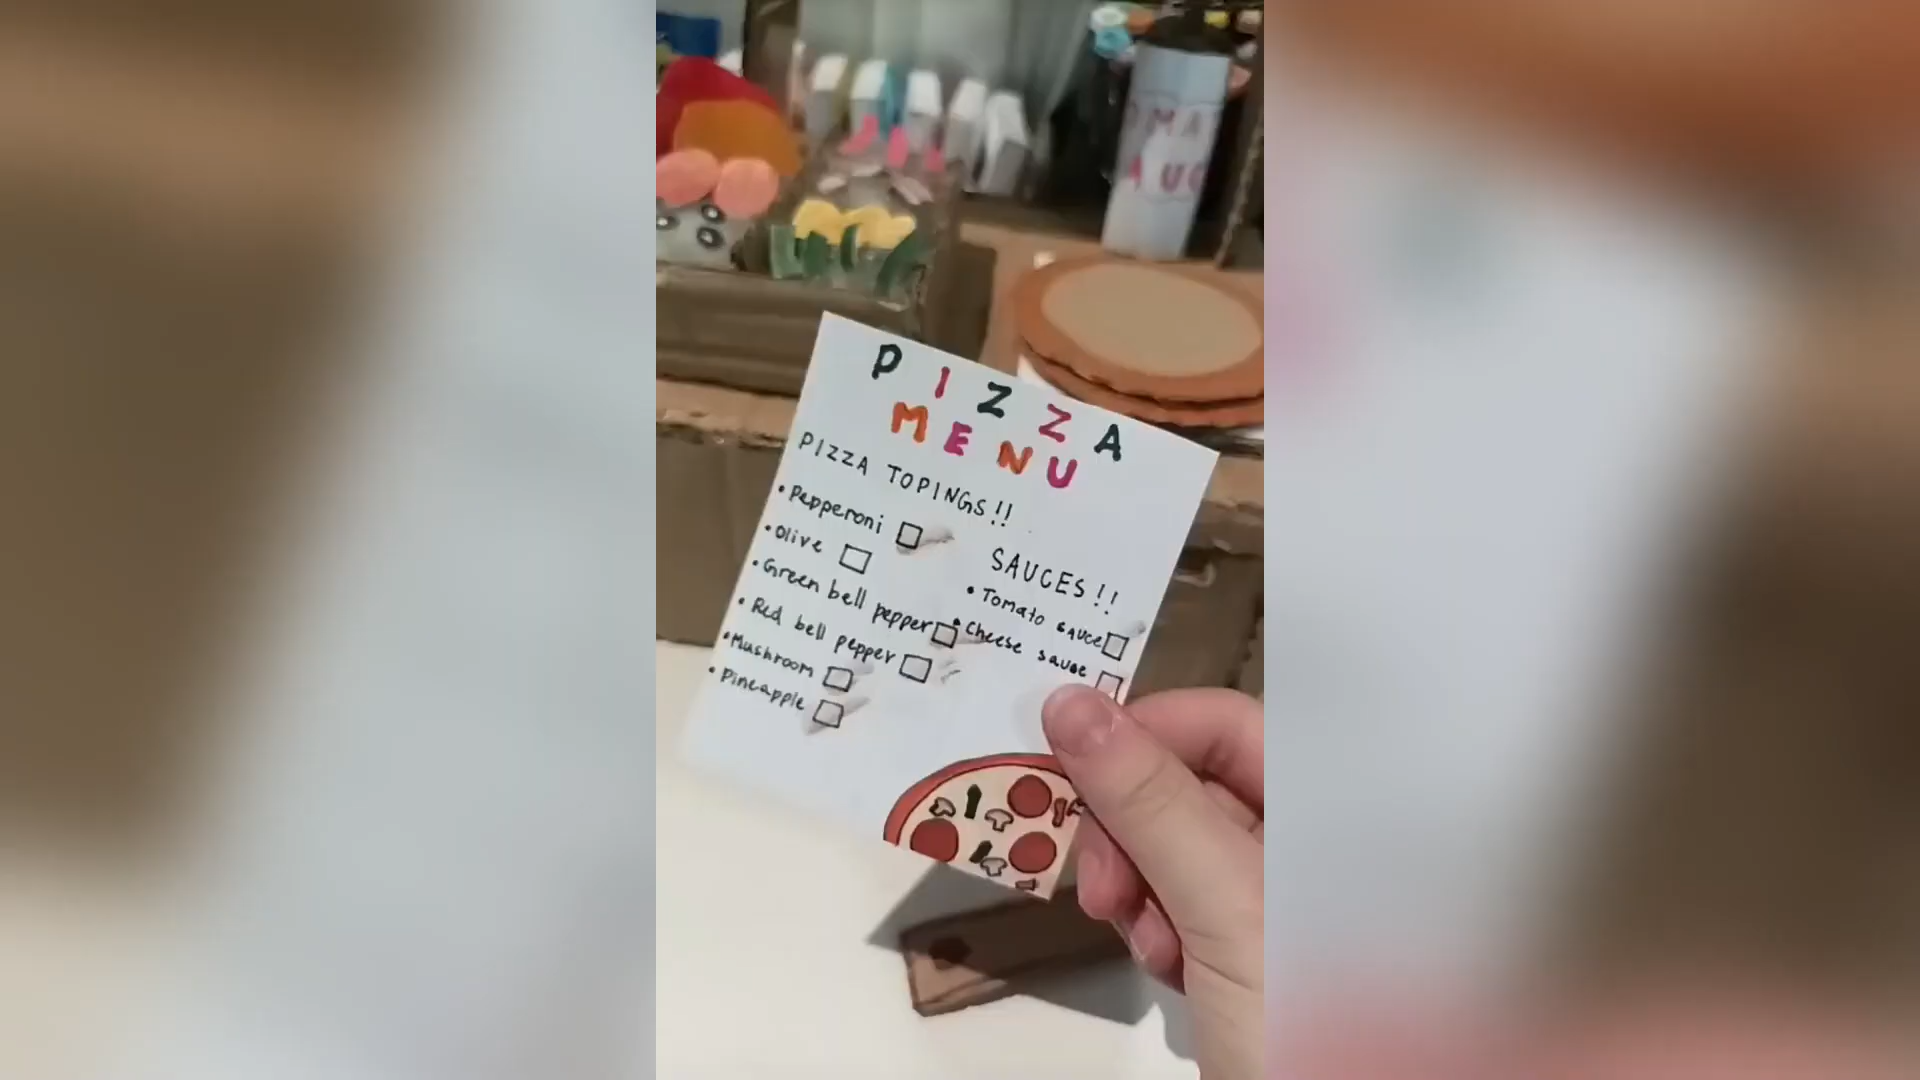 PIZZA
MENU
PIZZA TOPINGS!!
• Pepperoni
• Olive
• Green bell pepper
• Red bell pepper
• Mushroom
• Pineapple
SAUCES!!
• Tomato sauce
• Cheese sauce